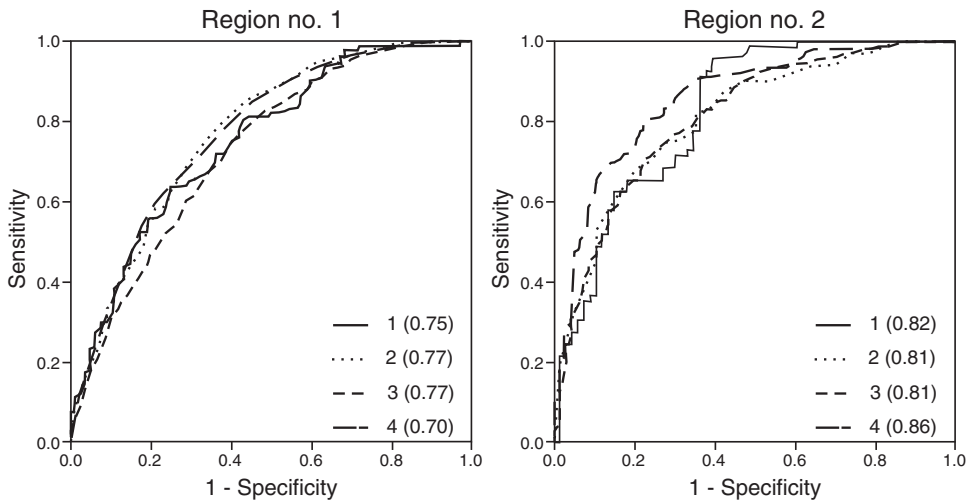 Region no. 1
1.0
0.8
0.6
0.4
0.2
0.0
Sensitivity
1 (0.75)
2 (0.77)
3 (0.77)
4 (0.70)
0.0 0.2 0.4 0.6 0.8 1.0
1 - Specificity
Region no. 2
1.0
0.8
0.6
0.4
0.2
0.0
Sensitivity
1 (0.82)
2 (0.81)
3 (0.81)
4 (0.86)
0.0 0.2 0.4 0.6 0.8 1.0
1 - Specificity